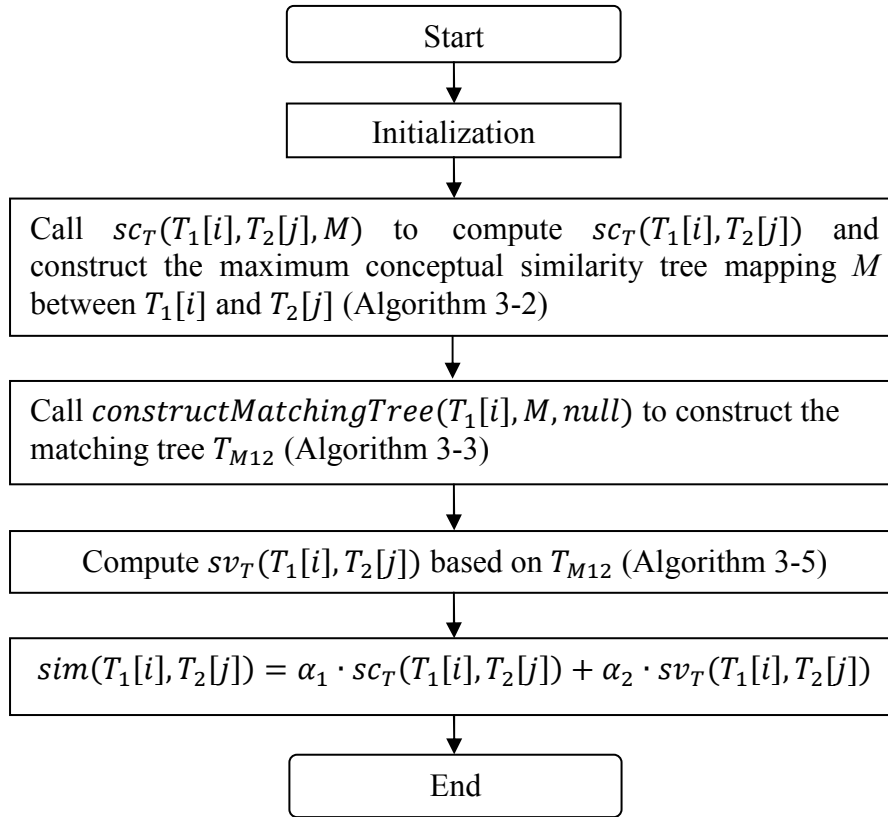 Start
Initialization
Call sc_T(T_1[i], T_2[j], M) to compute sc_T(T_1[i], T_2[j]) and
construct the maximum conceptual similarity tree mapping M
between T_1[i] and T_2[j] (Algorithm 3-2)
Call constructMatchingTree(T_1[i], M, null) to construct the
matching tree T_{M12} (Algorithm 3-3)
Compute sv_T(T_1[i], T_2[j]) based on T_{M12} (Algorithm 3-5)
sim(T_1[i], T_2[j]) = α_1 · sc_T(T_1[i], T_2[j]) + α_2 · sv_T(T_1[i], T_2[j])
End